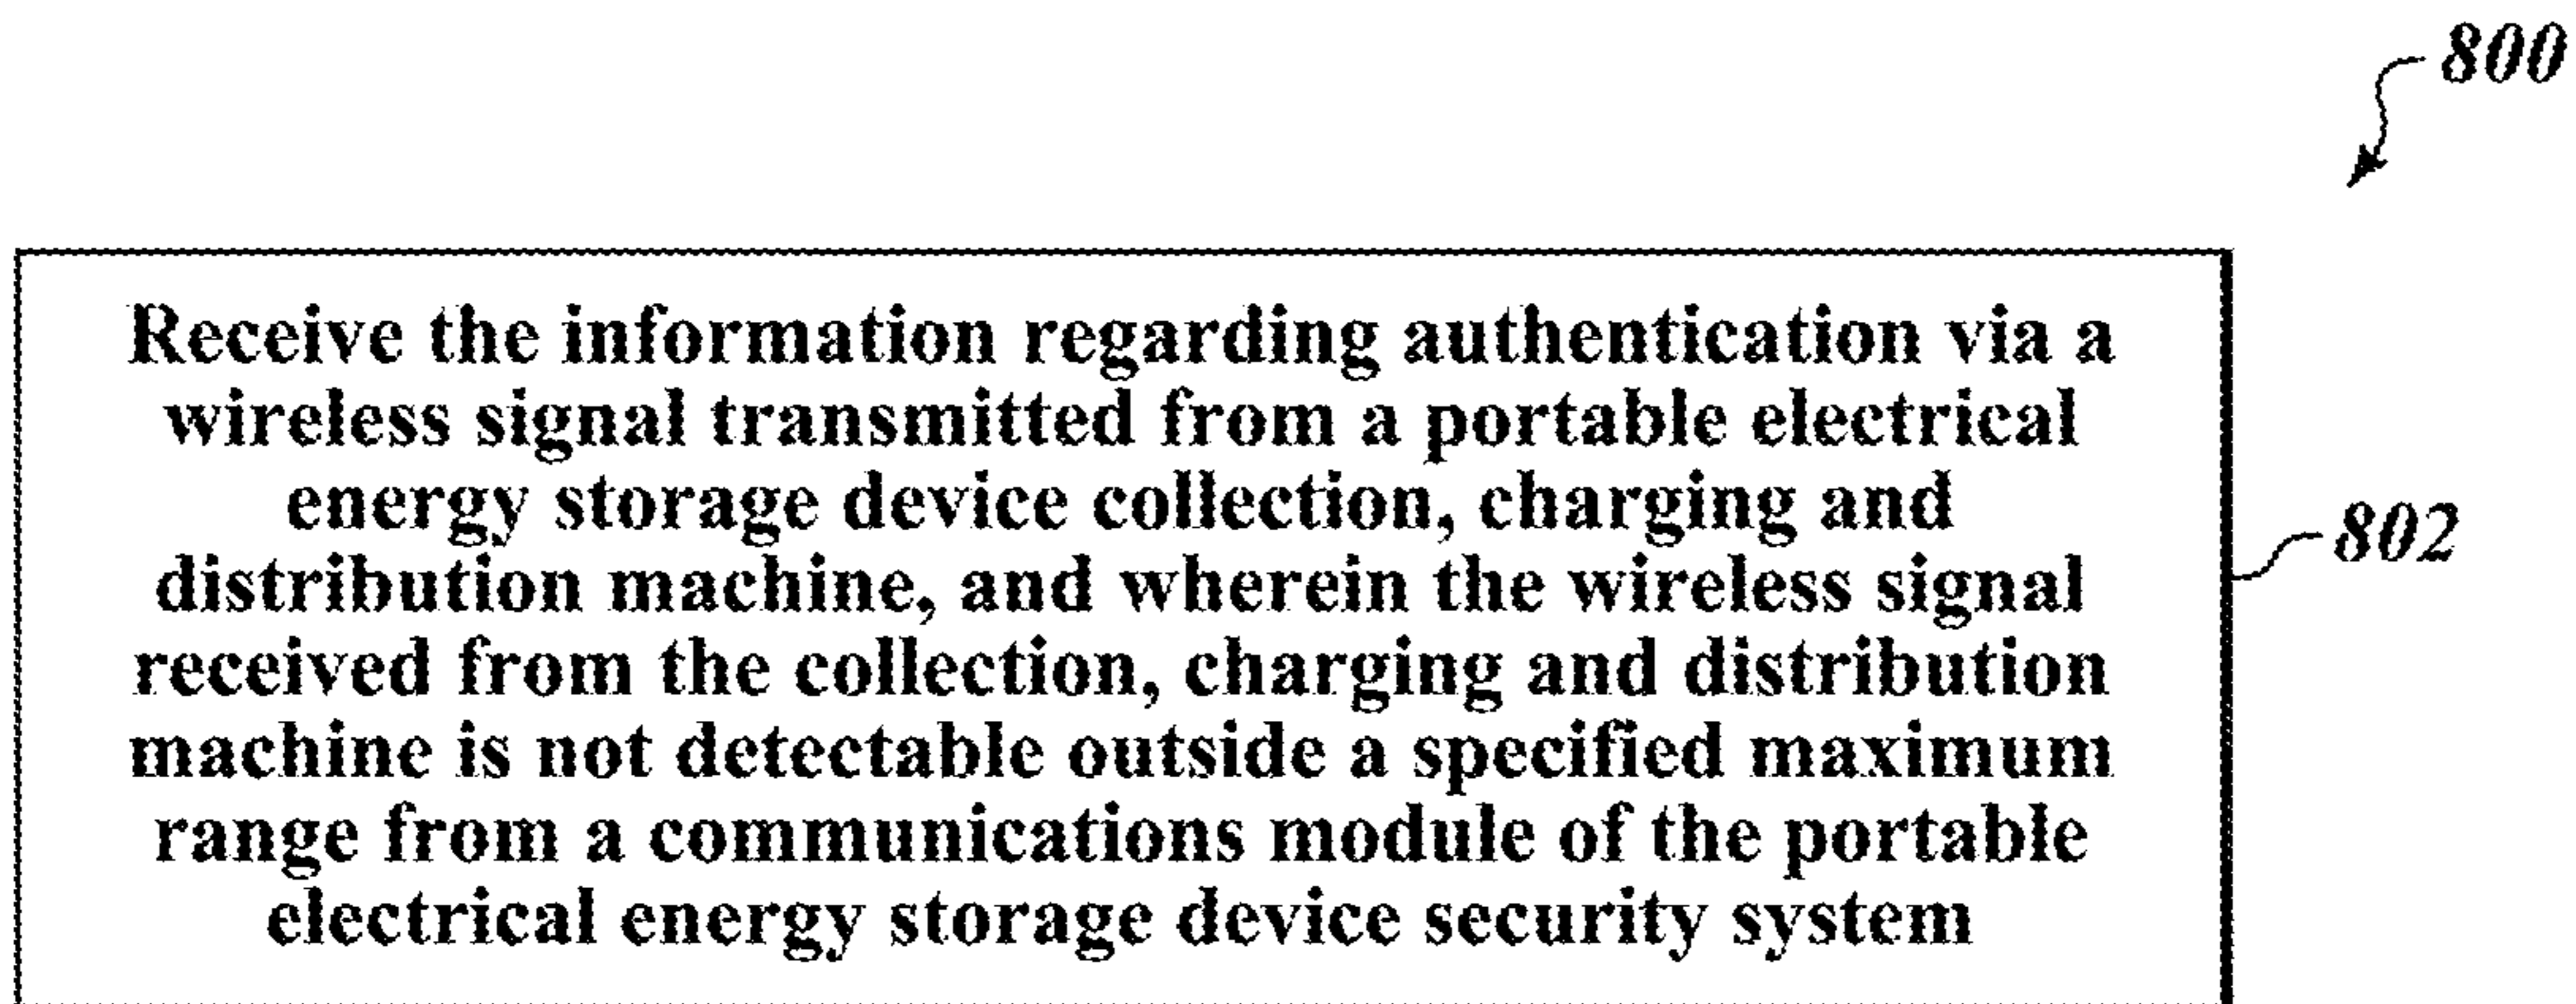 800
Receive the information regarding authentication via a
wireless signal transmitted from a portable electrical
energy storage device collection, charging and
distribution machine, and wherein the wireless signal
802
received from the collection, charging and distribution
machine is not detectable outside a specified maximum
range from a communications module of the portable
electrical energy storage device security system